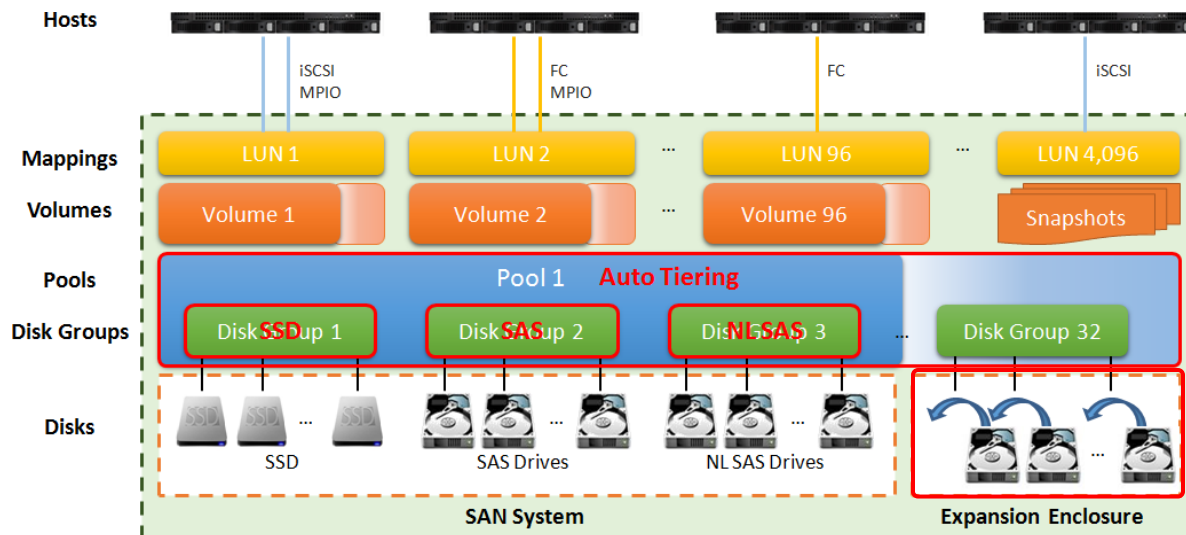 Hosts
iSCSI
MPIO
FC
MPIO
FC
iSCSI
Mappings
LUN 1
LUN 2
...
LUN 96
...
LUN 4,096
Volumes
Volume 1
Volume 2
...
Volume 96
Snapshots
Pools
Pool 1
Auto Tiering
Disk Groups
Disk Group 1
SSD
Disk Group 2
SAS
Disk Group 3
NL SAS
...
Disk Group 32
Disks
SSD
SSD
...
SSD
...
...
...
SSD
SAS Drives
NL SAS Drives
SAN System
Expansion Enclosure